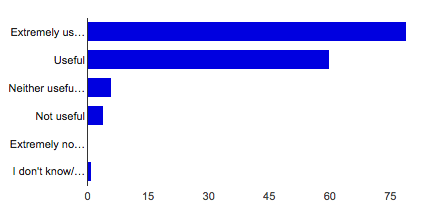 Extremely us...
Useful
Neither usefu...
Not useful
Extremely no...
I don't know/...
0 15 30 45 60 75